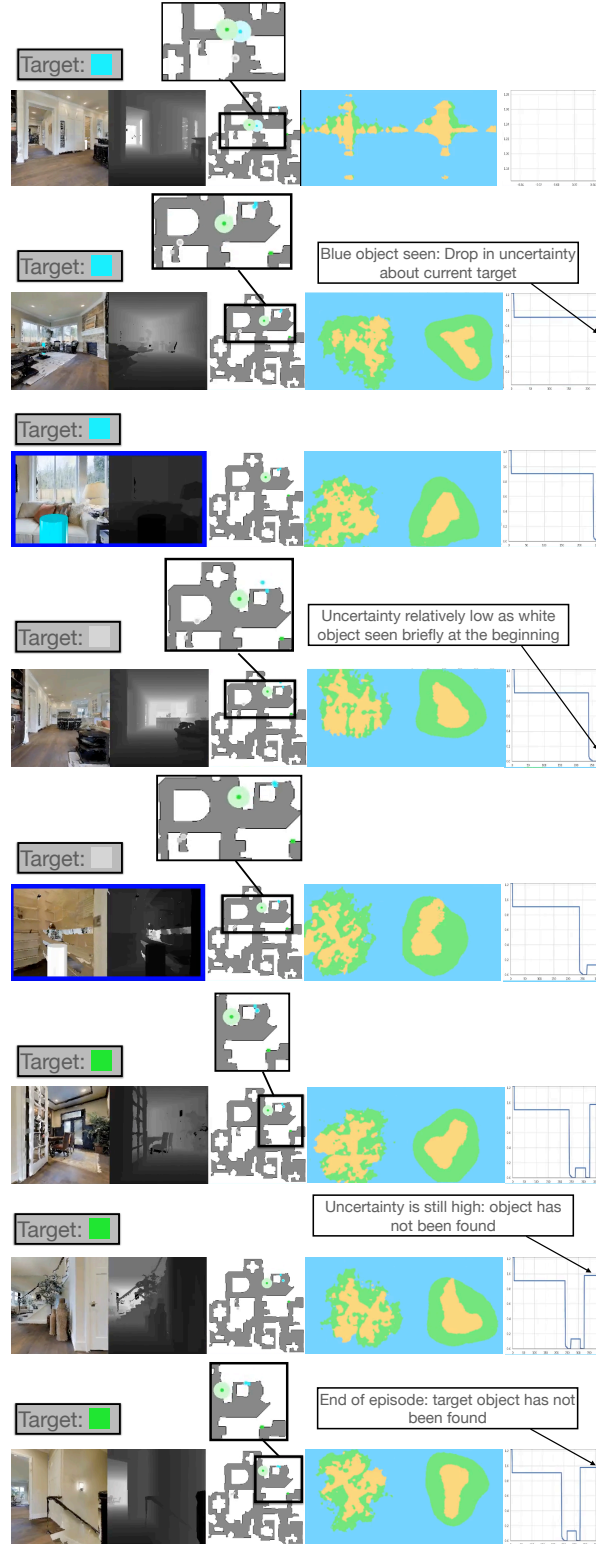 Target:
Target:
Blue object seen: Drop in uncertainty
about current target
Target:
Target:
Uncertainty relatively low as white
object seen briefly at the beginning
Target:
Target:
Target:
Uncertainty is still high: object has
not been found
Target:
End of episode: target object has not
been found